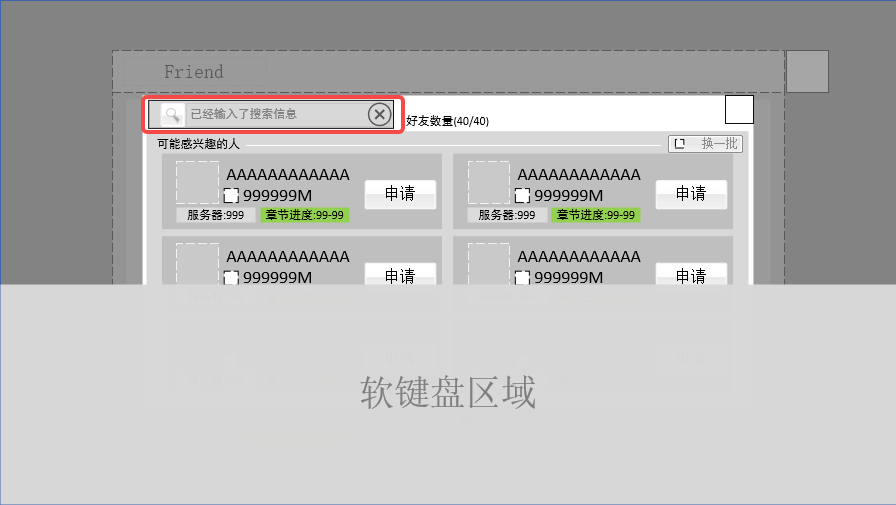 Friend
已经输入了搜索信息
好友数量(40/40)
可能感兴趣的人
换一批
AAAAAAAAAAAA
999999M
申请
服务器:999
章节进度:99-99
AAAAAAAAAAAA
999999M
申请
服务器:999
章节进度:99-99
AAAAAAAAAAAA
999999M
申请
AAAAAAAAAAAA
999999M
申请
软键盘区域